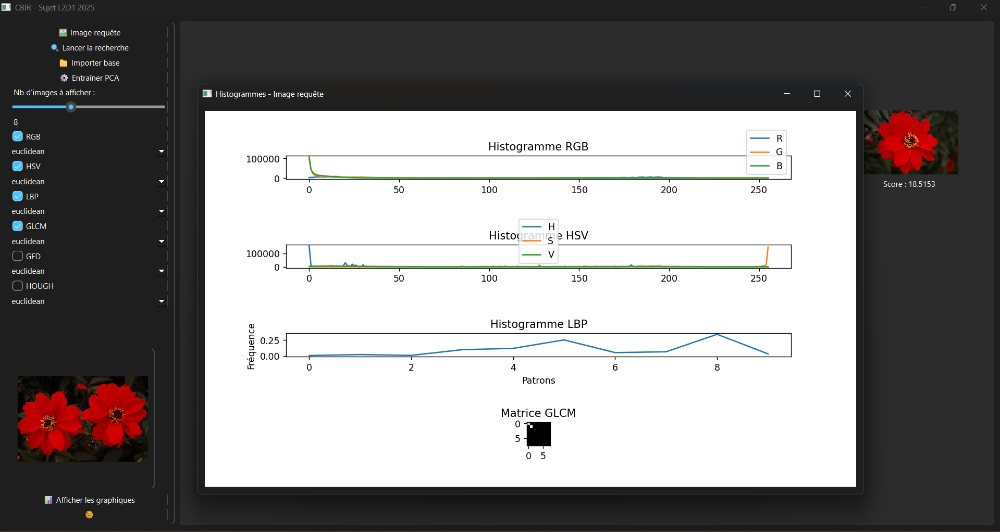 CBIR - Sujet L2D1 2025
Image requête
Lancer la recherche
Importer base
Entraîner PCA
Nb d'images à afficher :
8
RGB
euclidean
HSV
euclidean
LBP
euclidean
GLCM
euclidean
GFD
euclidean
HOUGH
euclidean
Afficher les graphiques
Histogrammes - Image requête
Histogramme RGB
R
G
B
100000
0
0 50 100 150 200 250
Histogramme HSV
H
S
V
100000
0
0 50 100 150 200 250
Histogramme LBP
Fréquence
0.25
0.00
0 2 4 6 8
Patrons
Matrice GLCM
0
5
0 5
Score : 18.5153